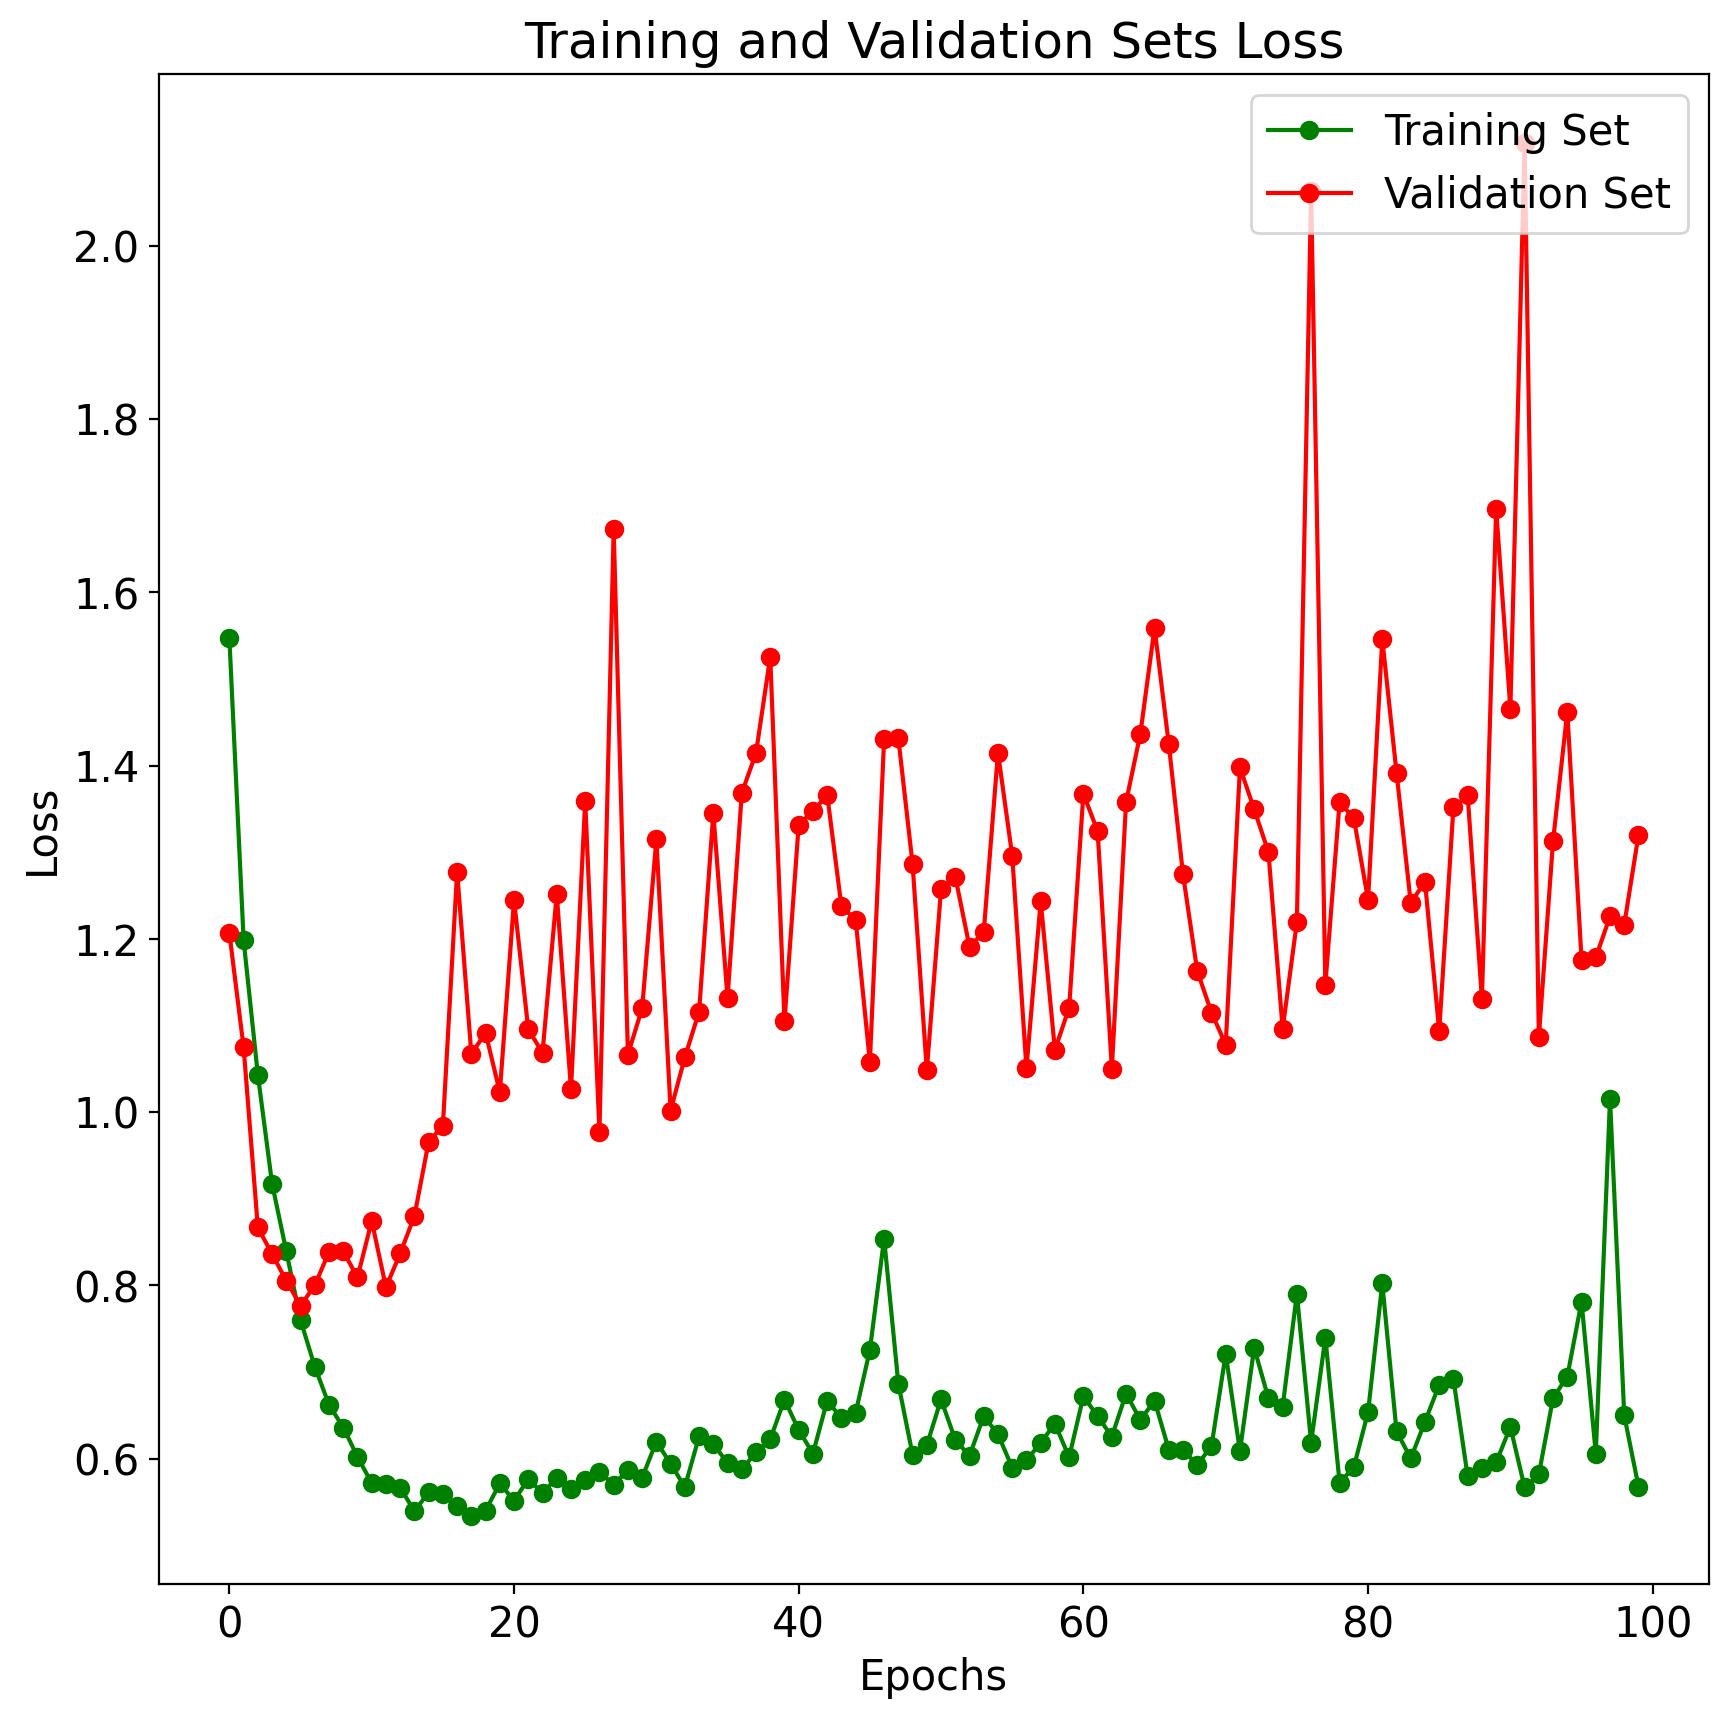 Training and Validation Sets Loss
Training Set
Validation Set
2.0
1.8
1.6
1.4
1.2
1.0
0.8
0.6
Loss
0 20 40 60 80 100
Epochs